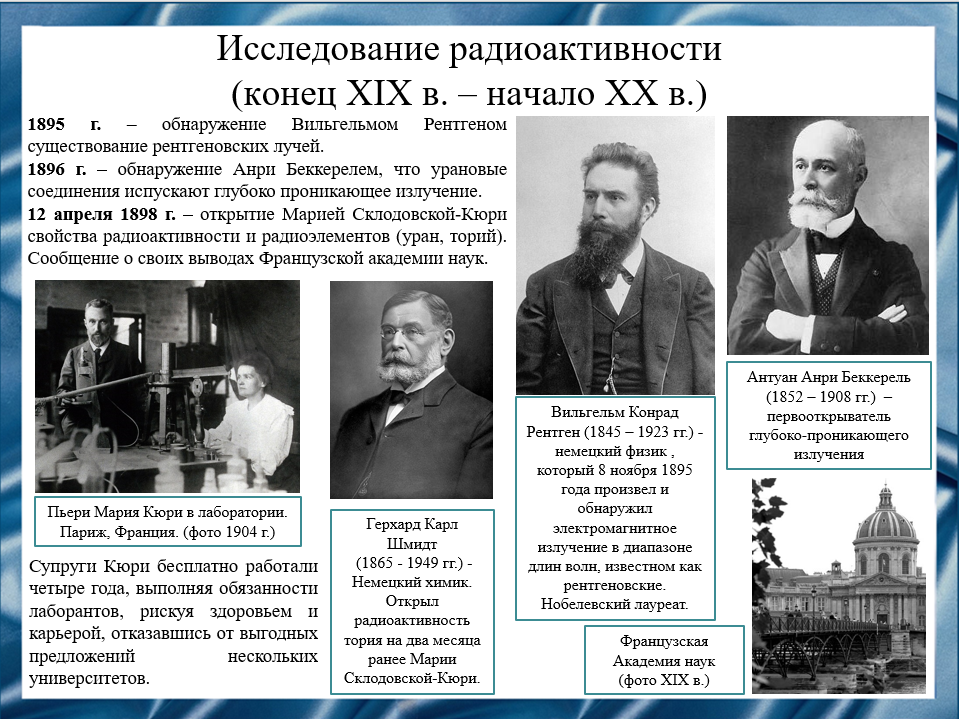 Исследование радиоактивности
(конец XIX в. – начало XX в.)
1895 г. – обнаружение Вильгельмом Рентгеном
существование рентгеновских лучей.
1896 г. – обнаружение Анри Беккерелем, что урановые
соединения испускают глубоко проникающее излучение.
12 апреля 1898 г. – открытие Марией Склодовской-Кюри
свойства радиоактивности и радиоэлементов (уран, торий).
Сообщение о своих выводах Французской академии наук.
Пьери Мария Кюри в лаборатории.
Париж, Франция. (фото 1904 г.)
Супруги Кюри бесплатно работали
четыре года, выполняя обязанности
лаборантов, рискуя здоровьем и
карьерой, отказавшись от выгодных
предложений нескольких
университетов.
Герхард Карл
Шмидт
(1865 - 1949 гг.) -
Немецкий химик.
Открыл
радиоактивность
тория на два месяца
ранее Марии
Склодовской-Кюри.
Вильгельм Конрад
Рентген (1845 – 1923 гг.) -
немецкий физик ,
который 8 ноября 1895
года произвел и
обнаружил
электромагнитное
излучение в диапазоне
длин волн, известном как
рентгеновские.
Нобелевский лауреат.
Антуан Анри Беккерель
(1852 – 1908 гг.) –
первооткрыватель
глубоко-проникающего
излучения
Французская
Академия наук
(фото XIX в.)